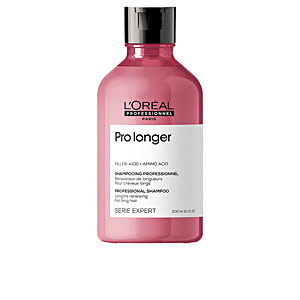 L'ORÉAL
PROFESSIONNEL
PARIS
Pro longer
FILLER-A100 + AMINO ACID
SHAMPOOING PROFESSIONNEL
Rénovateur de longueurs
Pour cheveux longs
PROFESSIONAL SHAMPOO
Lengths renewing
For long hair
SERIE EXPERT
300 ml